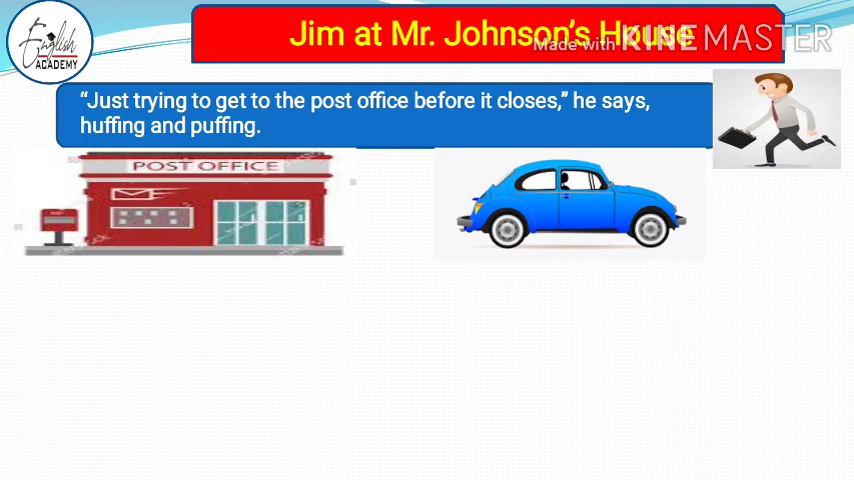 English
ACADEMY
Jim at Mr. Johnson's House
Made with KINEMASTER
“Just trying to get to the post office before it closes,” he says,
huffing and puffing.
POST OFFICE